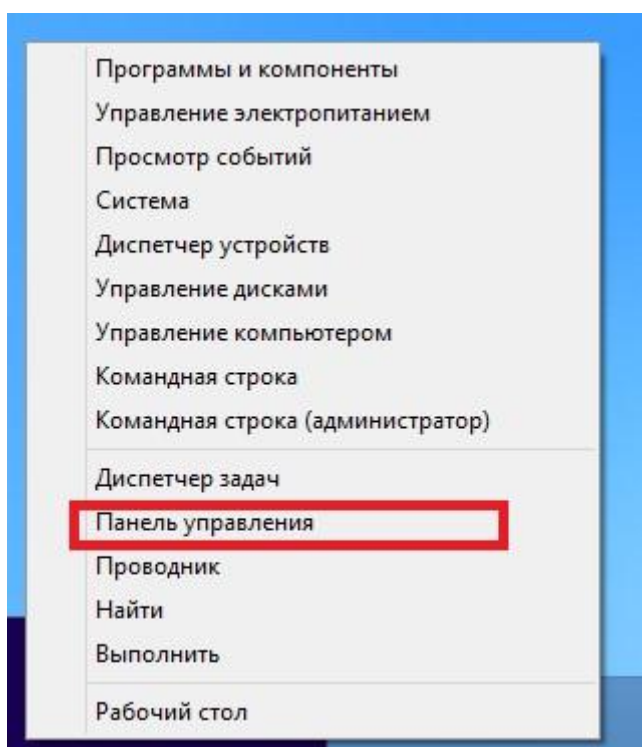 Программы и компоненты
Управление электропитанием
Просмотр событий
Система
Диспетчер устройств
Управление дисками
Управление компьютером
Командная строка
Командная строка (администратор)
Диспетчер задач
Панель управления
Проводник
Найти
Выполнить
Рабочий стол